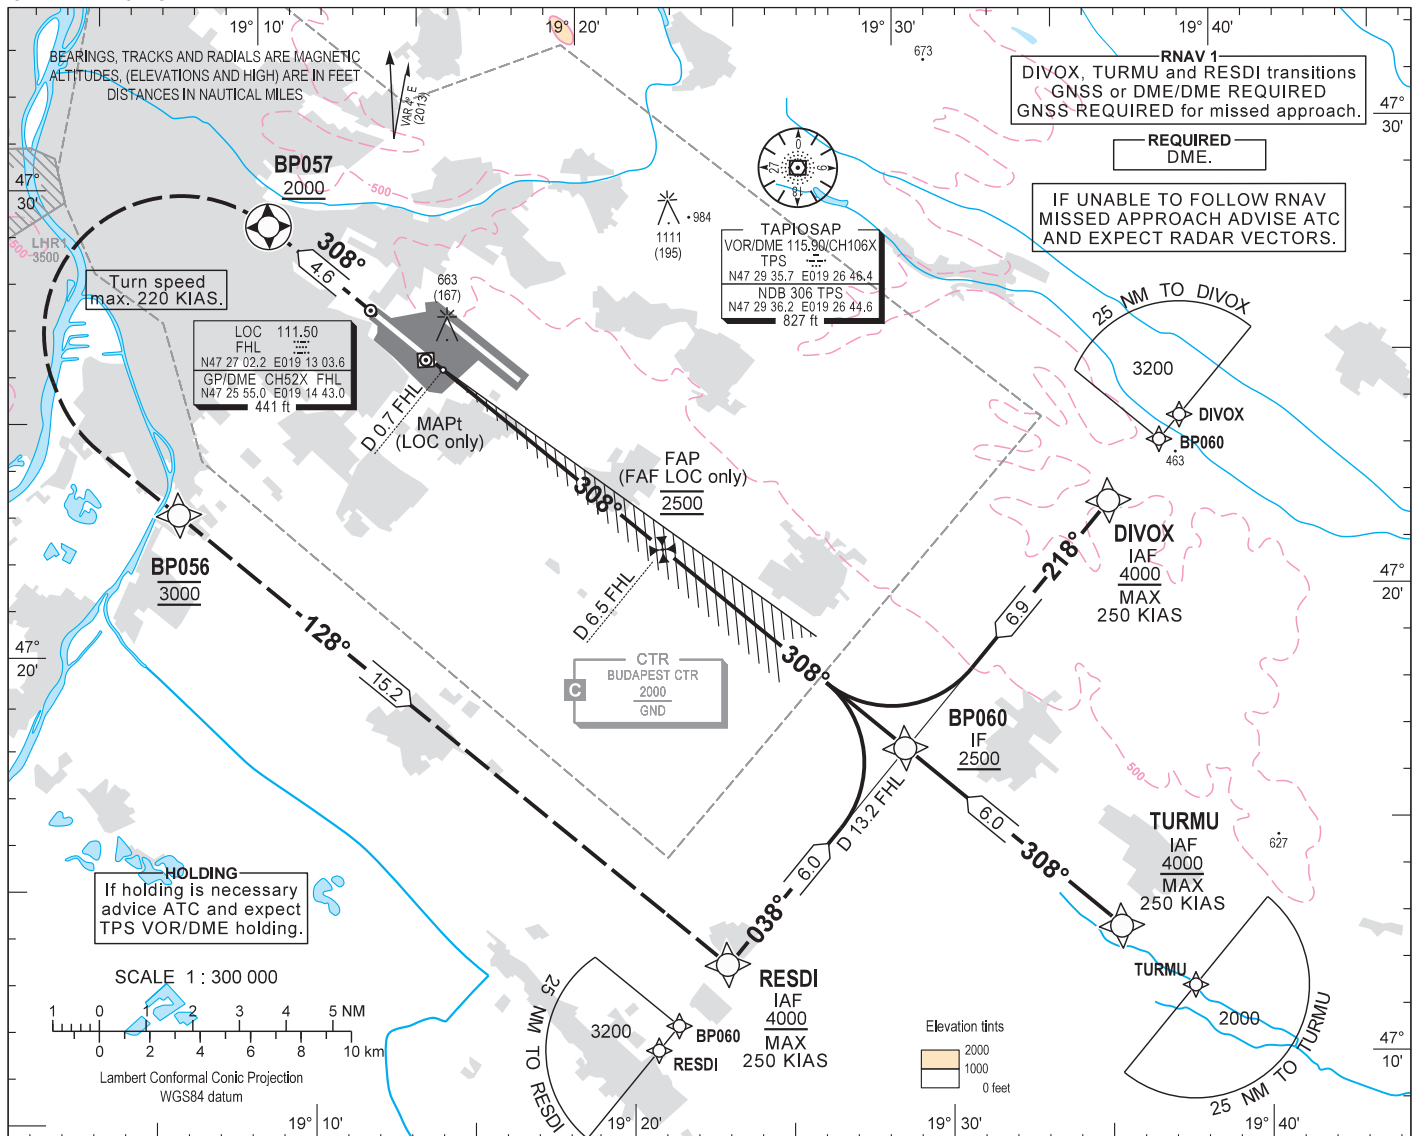 19° 10'
19° 20'
19° 30'
19° 40'
BEARINGS, TRACKS AND RADIALS ARE MAGNETIC
ALTITUDES, (ELEVATIONS AND HIGH) ARE IN FEET
DISTANCES IN NAUTICAL MILES
VAR 4° E
(2013)
673
RNAV 1
DIVOX, TURMU and RESDI transitions
GNSS or DME/DME REQUIRED
GNSS REQUIRED for missed approach.
47°
30'
REQUIRED
DME.
IF UNABLE TO FOLLOW RNAV
MISSED APPROACH ADVISE ATC
AND EXPECT RADAR VECTORS.
BP057
2000
500
47°
30'
0
9
18
27
984
1111
(195)
TAPIOSAP
VOR/DME 115.90/CH106X
TPS
N47 29 35.7 E019 26 46.4
NDB 306 TPS
N47 29 36.2 E019 26 44.6
827 ft
LHR1
3500
500
308°
4.6
Turn speed
max. 220 KIAS.
663
(167)
LOC 111.50
FHL
N47 27 02.2 E019 13 03.6
GP/DME CH52X FHL
N47 25 55.0 E019 14 43.0
441 ft
25 NM TO DIVOX
3200
DIVOX
BP060
463
D 0.7 FHL
MAPt
(LOC only)
FAP
(FAF LOC only)
2500
308°
D 6.5 FHL
BP056
3000
DIVOX
IAF
4000
MAX
250 KIAS
218°
6.9
47°
20'
128°
15.2
47°
20'
308°
CTR
BUDAPEST CTR
C
2000
GND
BP060
IF
2500
500
D 13.2 FHL
6.0
308°
TURMU
IAF
4000
MAX
250 KIAS
627
6.0
038°
HOLDING
If holding is necessary
advice ATC and expect
TPS VOR/DME holding.
SCALE 1 : 300 000
1 0 1 2 3 4 5 NM
0 2 4 6 8 10 km
Lambert Conformal Conic Projection
WGS84 datum
RESDI
IAF
4000
MAX
250 KIAS
25 NM TO RESDI
3200
BP060
RESDI
TURMU
2000
25 NM TO TURMU
Elevation tints
2000
1000
0 feet
47°
10'
19° 10'
19° 20'
19° 30'
19° 40'